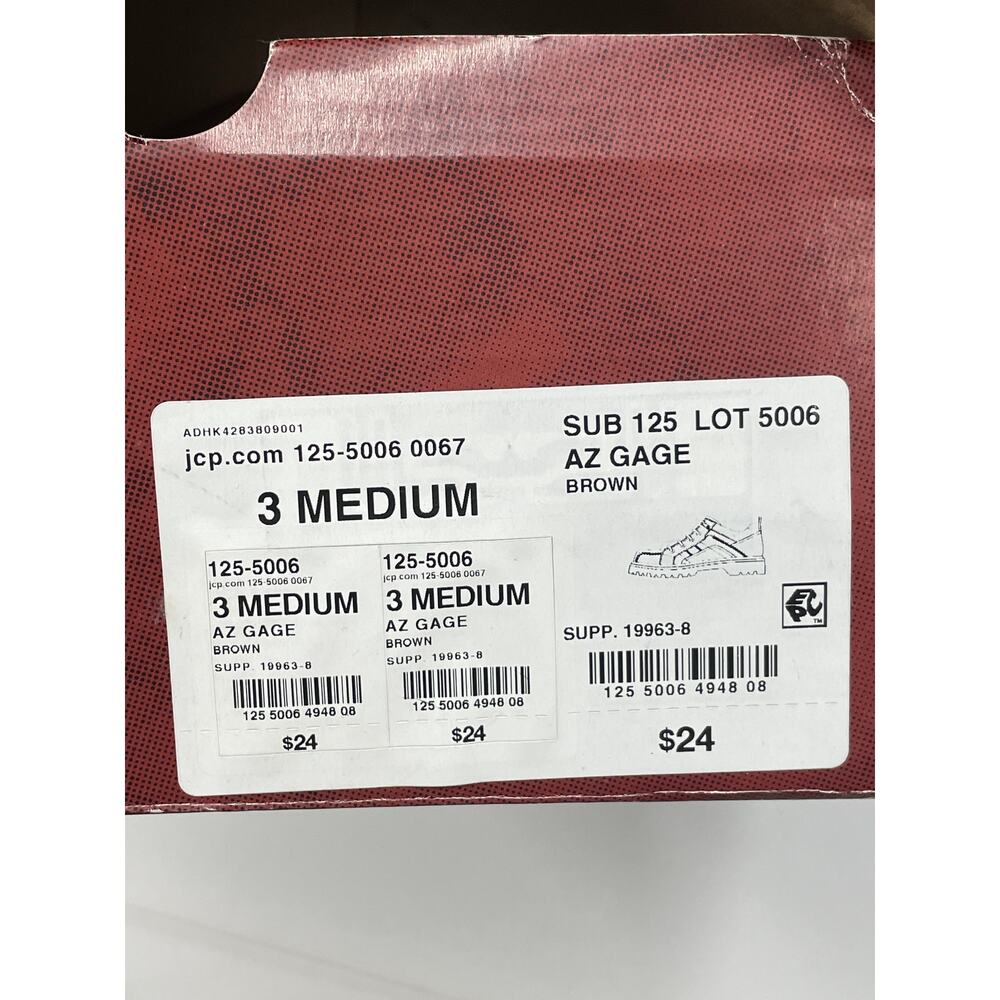 ADHK4283809001
jcp.com 125-5006 0067
3 MEDIUM
125-5006
jcp.com 125-5006 0067
3 MEDIUM
AZ GAGE
BROWN
SUPP. 19963-8
125 5006 4948 08
$24
125-5006
jcp.com 125-5006 0067
3 MEDIUM
AZ GAGE
BROWN
SUPP. 19963-8
125 5006 4948 08
$24
SUB 125 LOT 5006
AZ GAGE
BROWN
SUPP. 19963-8
125 5006 4948 08
$24
TM